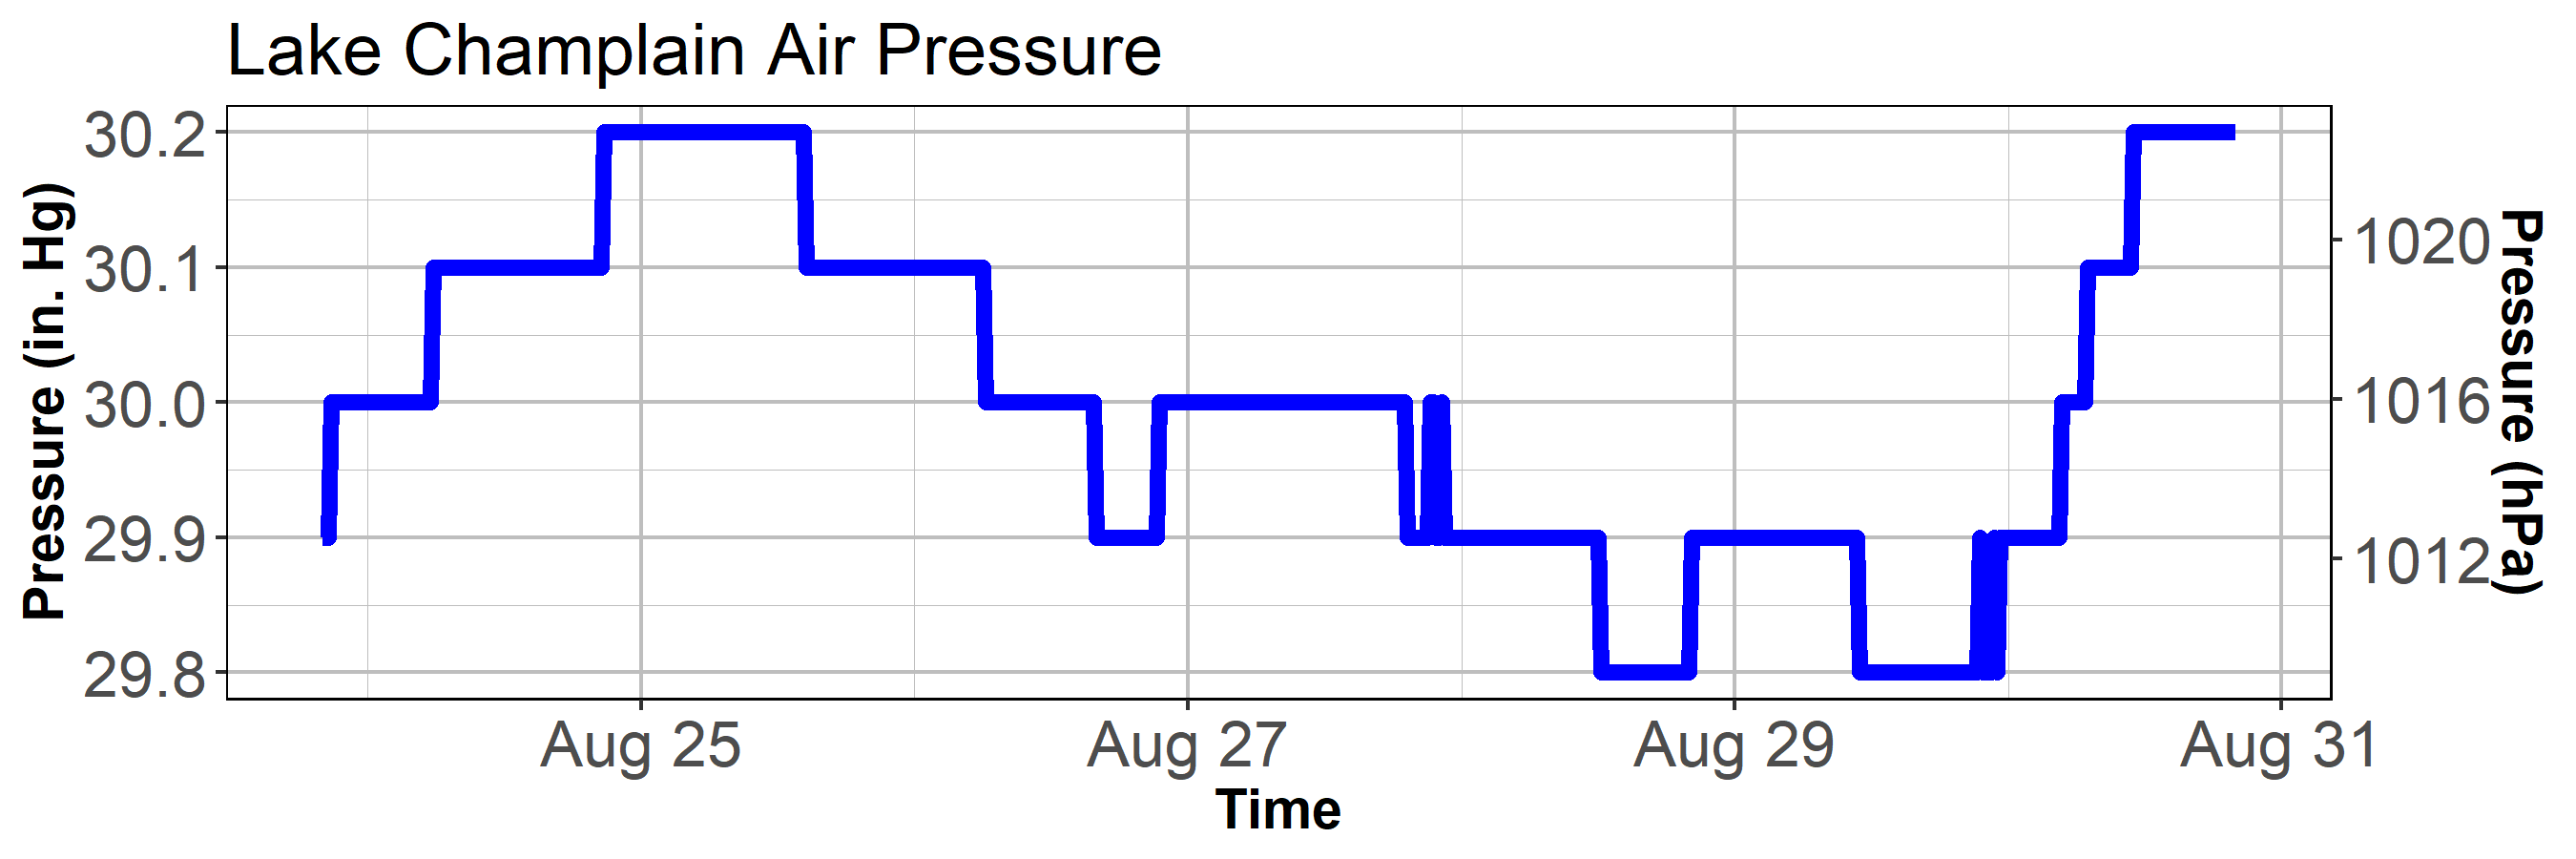 Lake Champlain Air Pressure
Pressure (in. Hg)
30.2
30.1
30.0
29.9
29.8
1020
1016
1012
Pressure (hPa)
Aug 25
Aug 27
Aug 29
Aug 31
Time